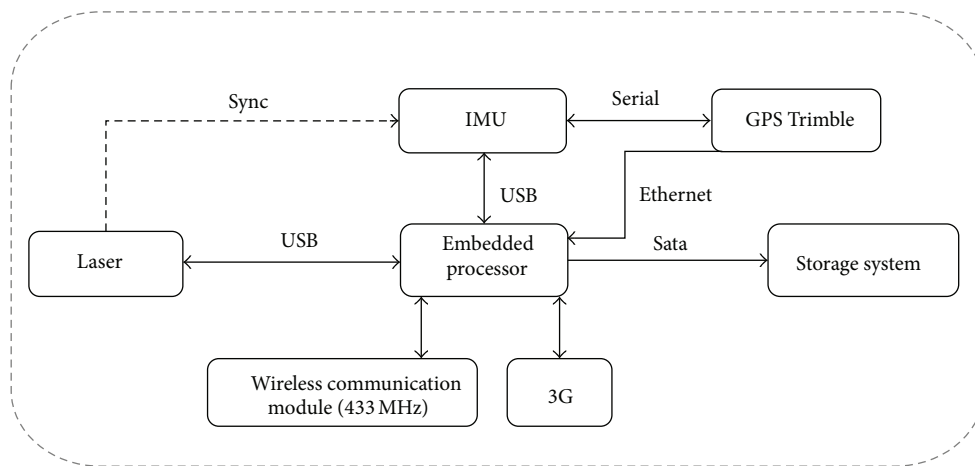 Sync
IMU
Serial
GPS Trimble
USB
Ethernet
Laser
USB
Embedded
processor
Sata
Storage system
Wireless communication
module (433 MHz)
3G